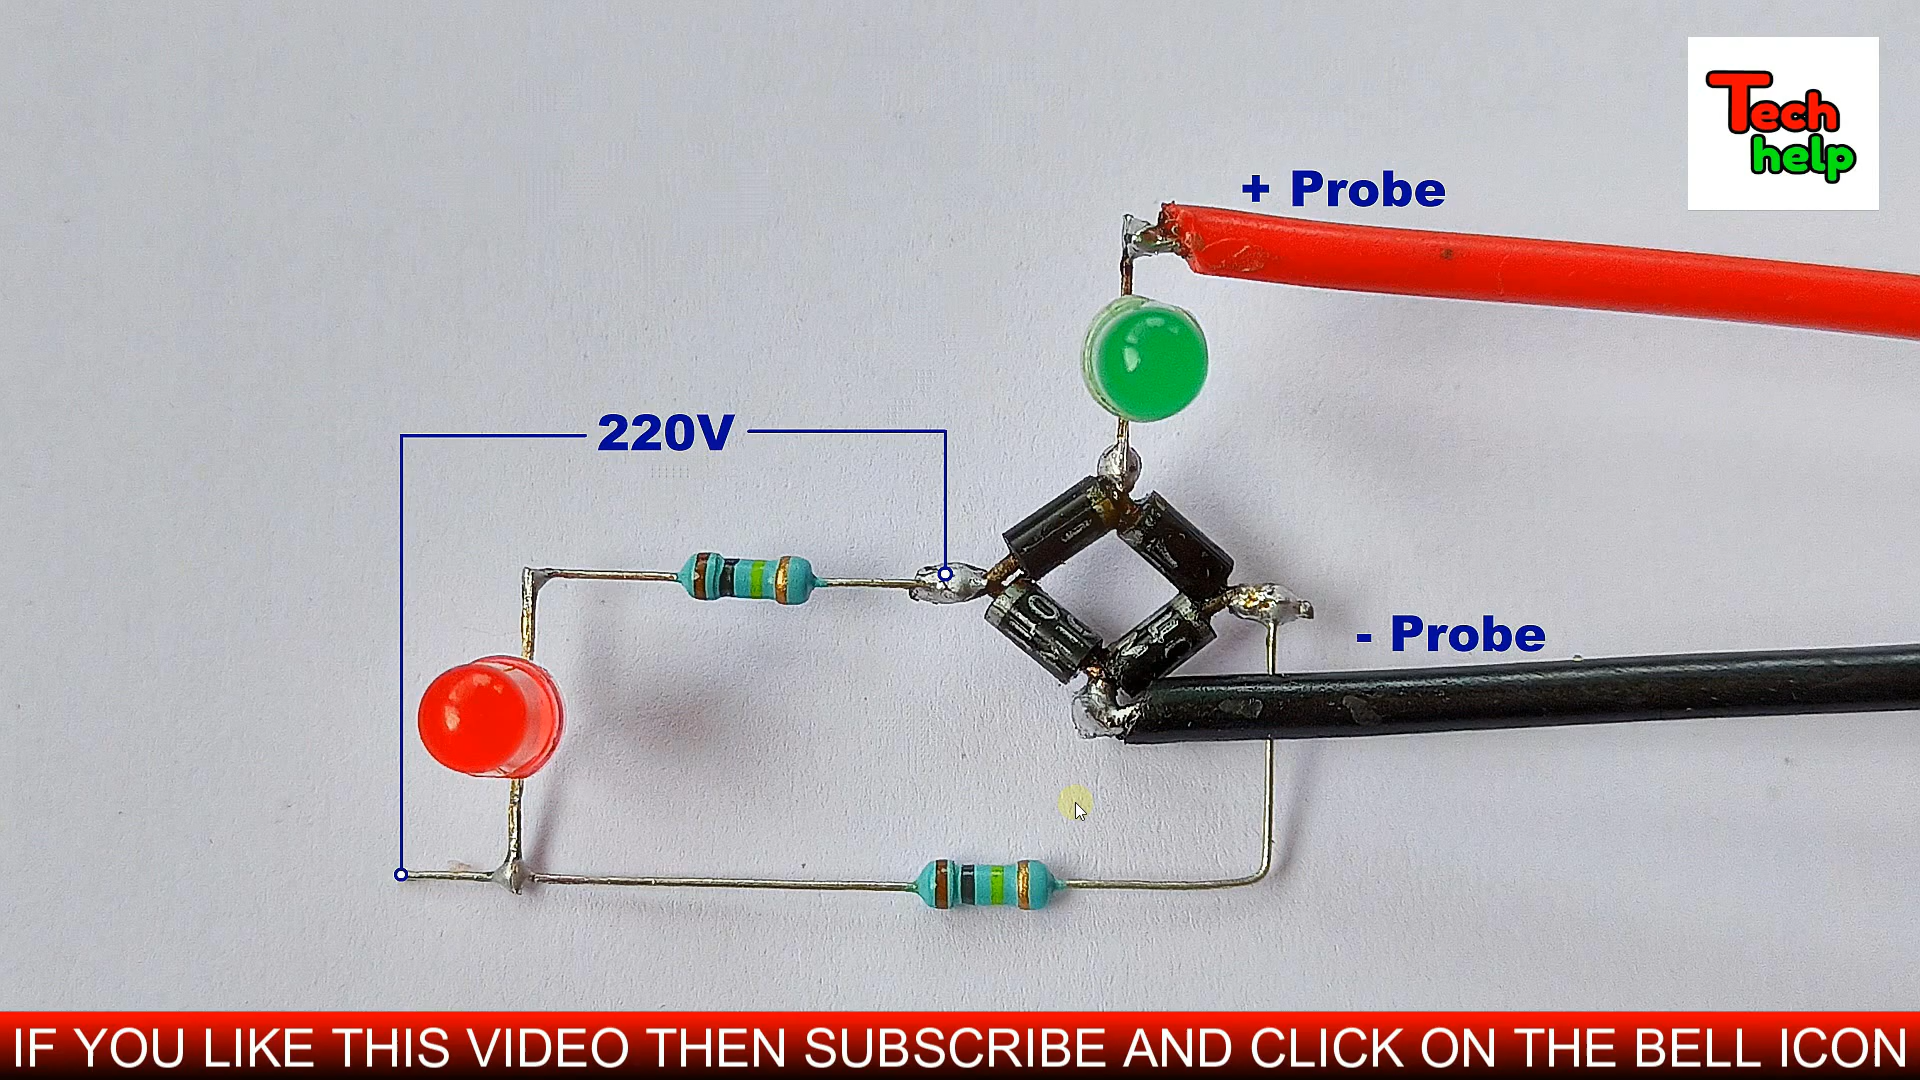 Tech
help
+ Probe
220V
- Probe
IF YOU LIKE THIS VIDEO THEN SUBSCRIBE AND CLICK ON THE BELL ICON